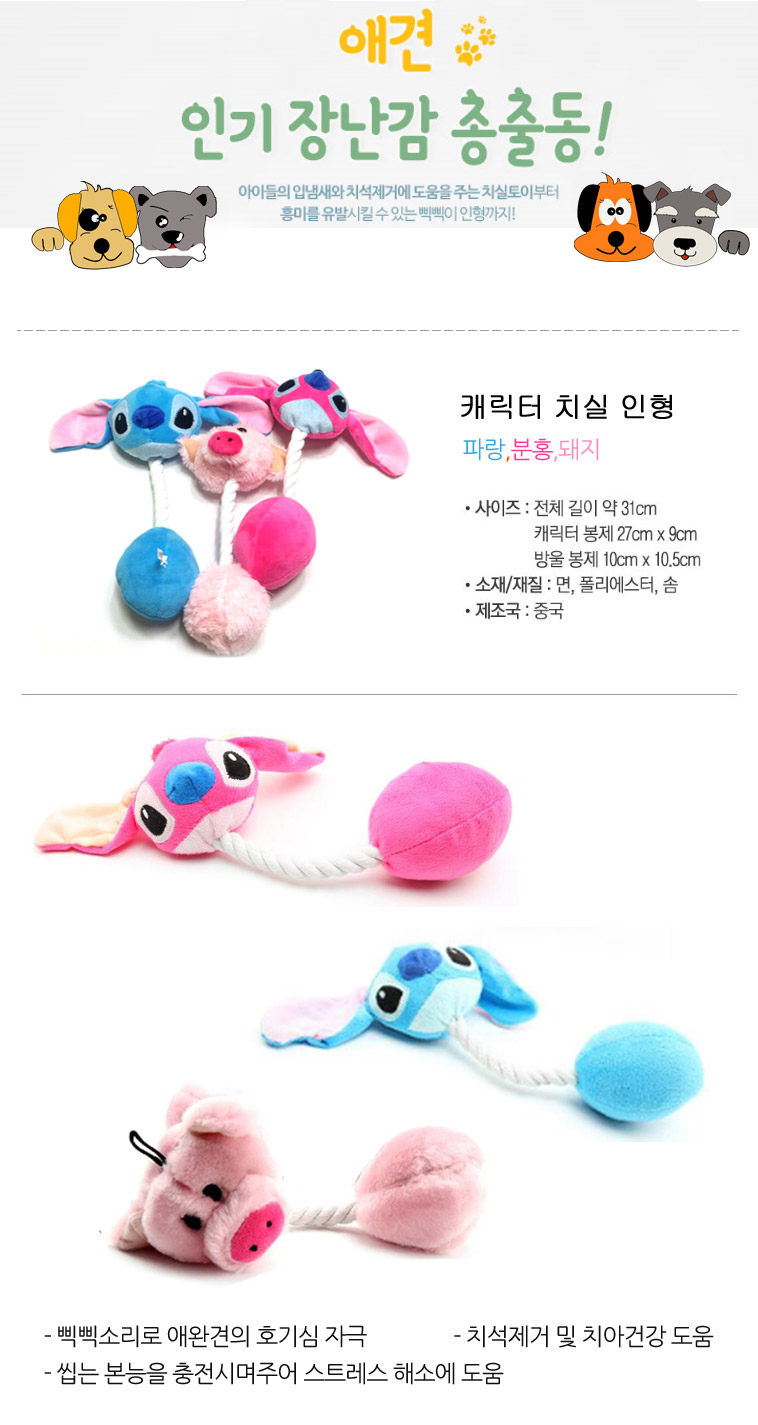 애견
인기 장난감 총출동!
아이들의 입냄새와 치석제거에 도움을 주는 치실토이부터
흥미를 유발시킬 수 있는 삑삑이 인형까지!
캐릭터 치실 인형
파랑,분홍,돼지
• 사이즈 : 전체 길이 약 31cm
캐릭터 봉제 27cm x 9cm
방울 봉제 10cm x 10.5cm
• 소재/재질 : 면, 폴리에스터, 솜
• 제조국 : 중국
- 삑삑소리로 애완견의 호기심 자극
- 치석제거 및 치아건강 도움
- 씹는 본능을 충전시며주어 스트레스 해소에 도움